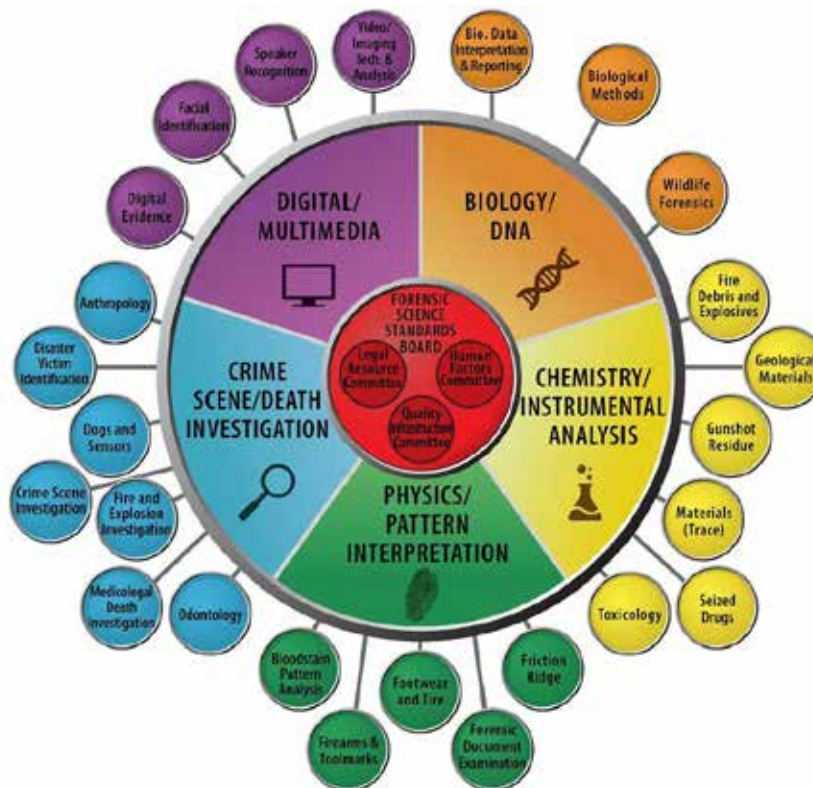 Video/
Imaging
Tech. &
Analysis
Bio. Data
Interpretation
& Reporting
Speaker
Recognition
Biological
Methods
Facial
Identification
Wildlife
Forensics
Digital
Evidence
DIGITAL/
MULTIMEDIA
BIOLOGY/
DNA
Anthropology
Fire
Debris and
Explosives
FORENSIC
SCIENCE
STANDARDS
BOARD
Legal
Resource
Committee
Human
Factors
Committee
Quality
Infrastructure
Committee
Disaster
Victim
Identification
Geological
Materials
CRIME
SCENE/DEATH
INVESTIGATION
CHEMISTRY/
INSTRUMENTAL
ANALYSIS
Dogs and
Sensors
Gunshot
Residue
Crime Scene
Investigation
Fire and
Explosion
Investigation
PHYSICS/
PATTERN
INTERPRETATION
Materials
(Trace)
Medicolegal
Death
Investigation
Odontology
Toxicology
Seized
Drugs
Bloodstain
Pattern
Analysis
Footwear
and Tire
Friction
Ridge
Firearms &
Toolmarks
Forensic
Document
Examination